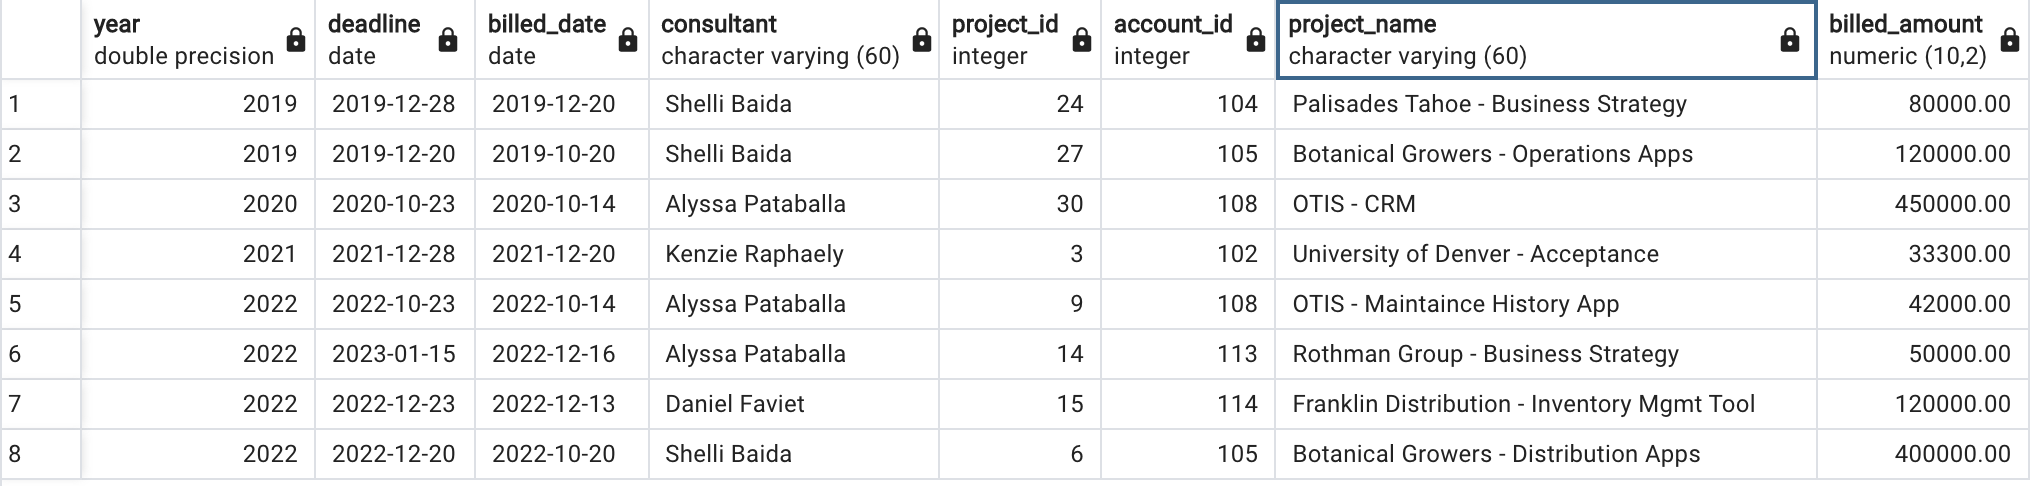 year deadline billed_date consultant project_id account_id project_name billed_amount
double precision date date character varying (60) integer integer character varying (60) numeric (10,2)
1 2019 2019-12-28 2019-12-20 Shelli Baida 24 104 Palisades Tahoe - Business Strategy 80000.00
2 2019 2019-12-20 2019-10-20 Shelli Baida 27 105 Botanical Growers - Operations Apps 120000.00
3 2020 2020-10-23 2020-10-14 Alyssa Pataballa 30 108 OTIS - CRM 450000.00
4 2021 2021-12-28 2021-12-20 Kenzie Raphaely 3 102 University of Denver - Acceptance 33300.00
5 2022 2022-10-23 2022-10-14 Alyssa Pataballa 9 108 OTIS - Maintaince History App 42000.00
6 2022 2023-01-15 2022-12-16 Alyssa Pataballa 14 113 Rothman Group - Business Strategy 50000.00
7 2022 2022-12-23 2022-12-13 Daniel Faviet 15 114 Franklin Distribution - Inventory Mgmt Tool 120000.00
8 2022 2022-12-20 2022-10-20 Shelli Baida 6 105 Botanical Growers - Distribution Apps 400000.00